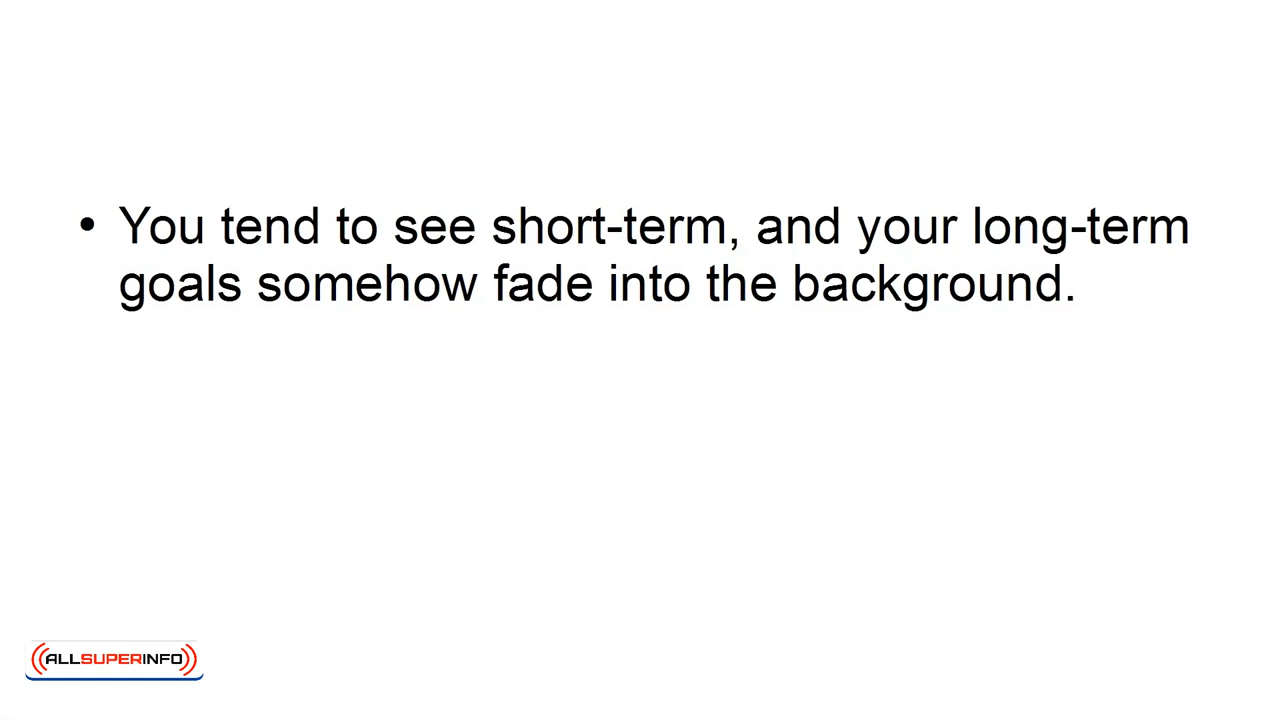 • You tend to see short-term, and your long-term
goals somehow fade into the background.
ALLSUPERINFO